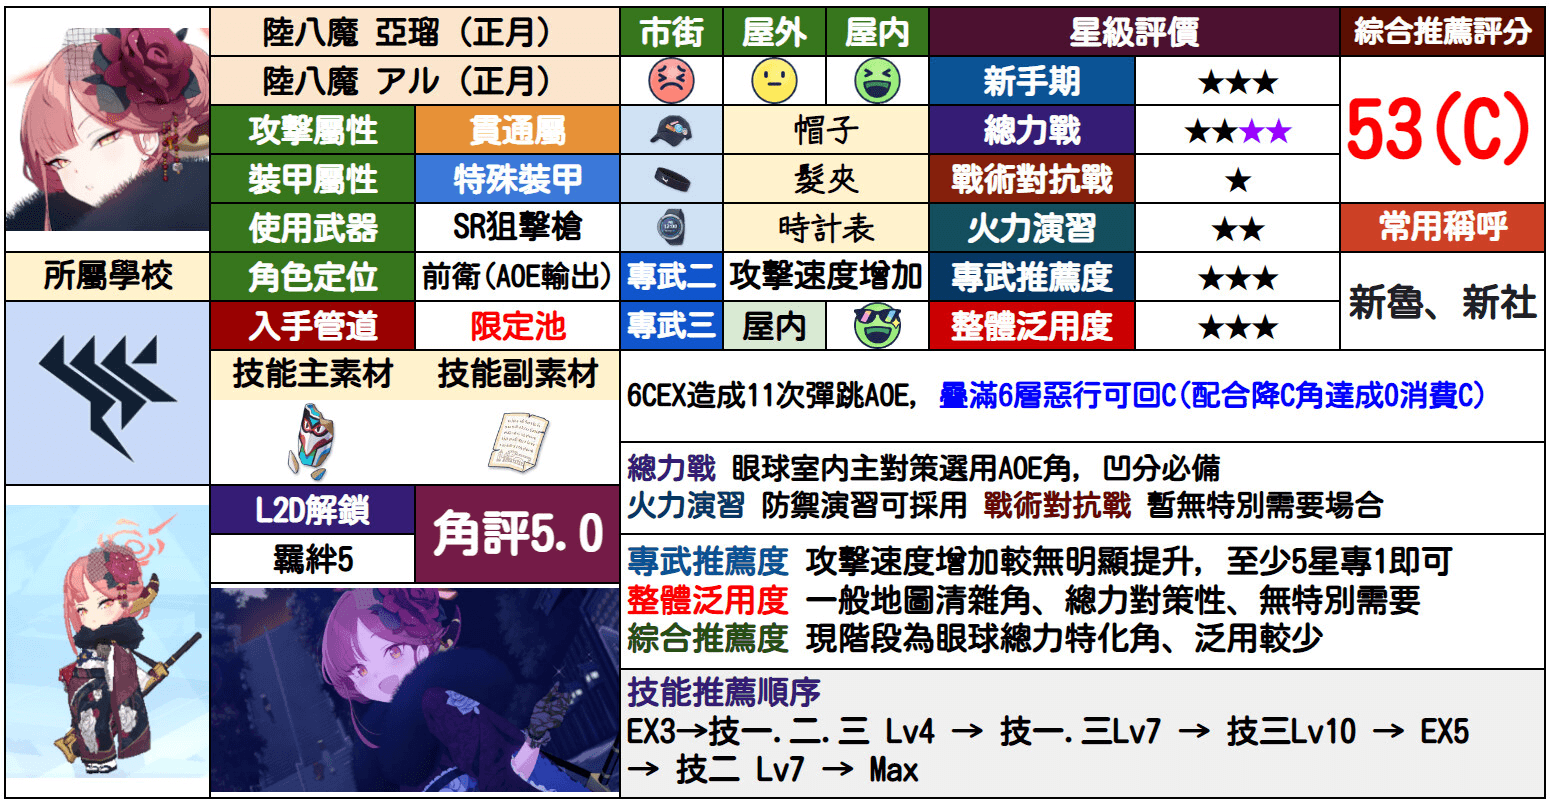 陸八魔 亞瑠 (正月)
市街
屋外
屋内
星級評價
綜合推薦評分
陸八魔 アル (正月)
新手期
★★★
53(C)
攻擊屬性
貫通屬
帽子
總力戰
★★★★
裝甲屬性
特殊裝甲
髮夾
戰術對抗戰
★
使用武器
SR狙擊槍
時計表
火力演習
★★
常用稱呼
所屬學校
角色定位
前衛(AOE輸出)
專武二
攻擊速度增加
專武推薦度
★★★
新魯、新社
入手管道
限定池
專武三
屋内
整體泛用度
★★★
技能主素材
技能副素材
6CEX造成11次彈跳AOE, 疊滿6層惡行可回C(配合降C角達成0消費C)
總力戰 眼球室內主對策選用AOE角, 凹分必備
火力演習 防禦演習可採用 戰術對抗戰 暫無特別需要場合
L2D解鎖
羈絆5
角評5.0
專武推薦度 攻擊速度增加較無明顯提升, 至少5星專1即可
整體泛用度 一般地圖清雜角、總力對策性、無特別需要
綜合推薦度 現階段為眼球總力特化角、泛用較少
技能推薦順序
EX3→技一.二.三 Lv4 → 技一.三Lv7 → 技三Lv10 → EX5
→ 技二 Lv7 → Max